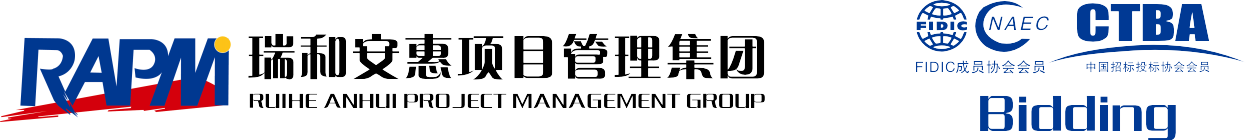 RAPM
瑞和安惠项目管理集团
RUIHE ANHUI PROJECT MANAGEMENT GROUP
FIDIC
NAEC
FIDIC成员协会会员
CTBA
中国招标投标协会会员
Bidding